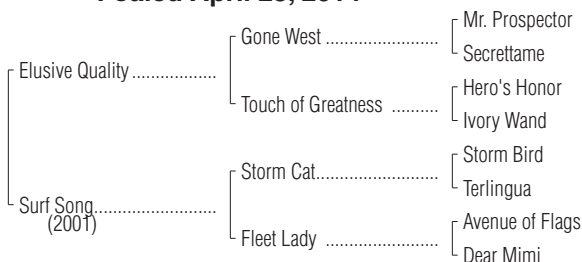 Foaled April
Mr. Prospector
Gone West ........................
Secrettame
Elusive Quality .................
Hero's Honor
Touch of Greatness ..........
Ivory Wand
Storm Bird
Storm Cat..........................
Terlingua
Surf Song.........................
(2001)
Avenue of Flags
Fleet Lady ........................
Dear Mimi